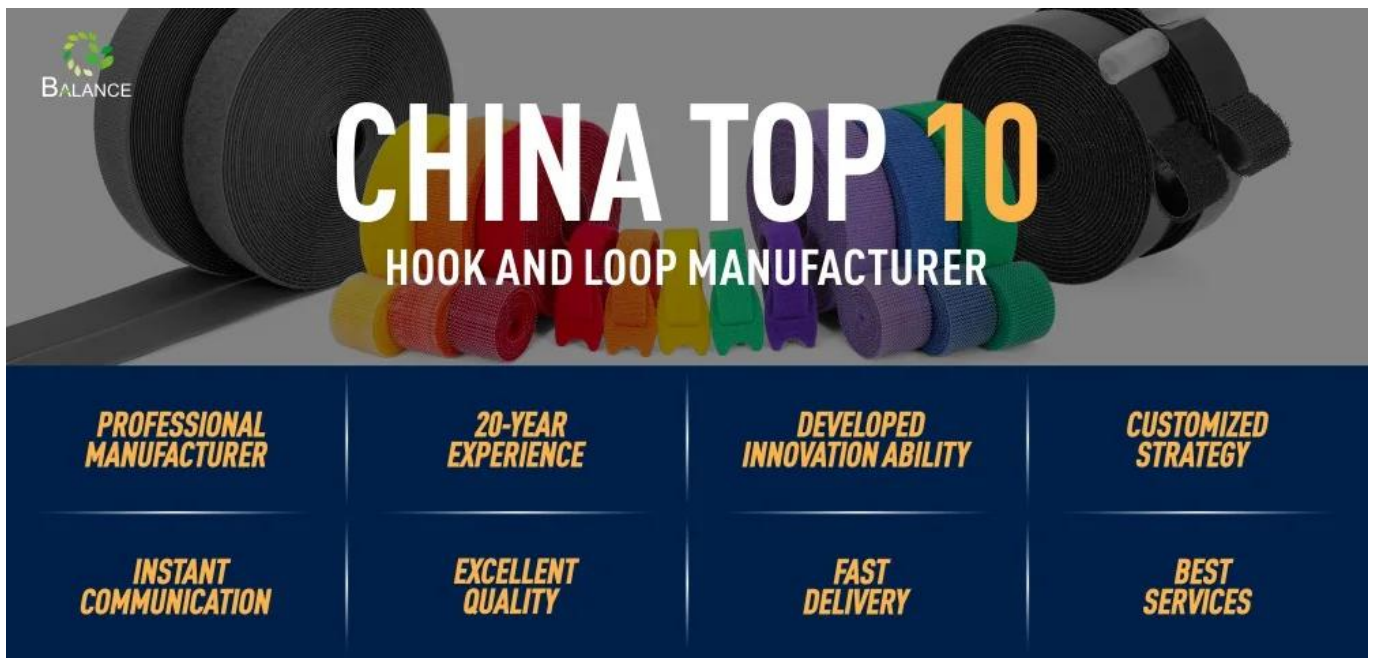 BALANCE
CHINA TOP 10
HOOK AND LOOP MANUFACTURER
PROFESSIONAL
MANUFACTURER
20-YEAR
EXPERIENCE
DEVELOPED
INNOVATION ABILITY
CUSTOMIZED
STRATEGY
INSTANT
COMMUNICATION
EXCELLENT
QUALITY
FAST
DELIVERY
BEST
SERVICES